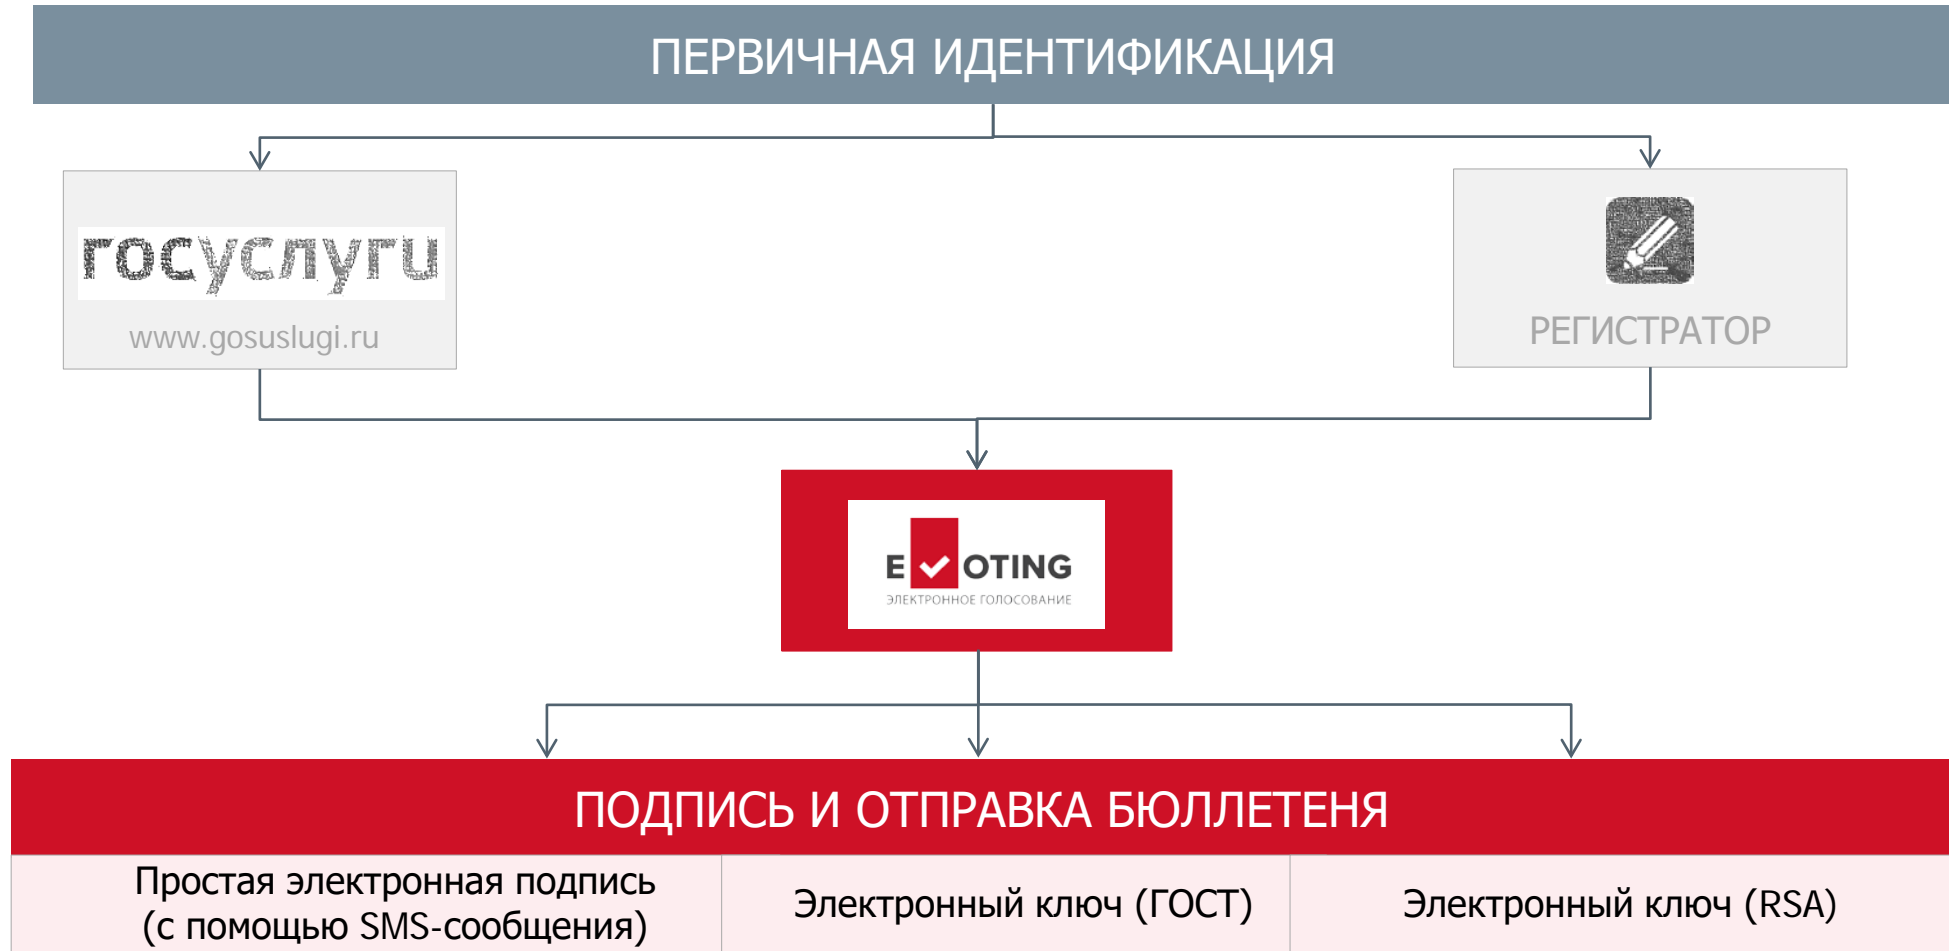 ПЕРВИЧНАЯ ИДЕНТИФИКАЦИЯ
госуслуги
www.gosuslugi.ru
РЕГИСТРАТОР
E OTING
ЭЛЕКТРОННОЕ ГОЛОСОВАНИЕ
ПОДПИСЬ И ОТПРАВКА БЮЛЛЕТЕНЯ
Простая электронная подпись
(с помощью SMS-сообщения)
Электронный ключ (ГОСТ)
Электронный ключ (RSA)